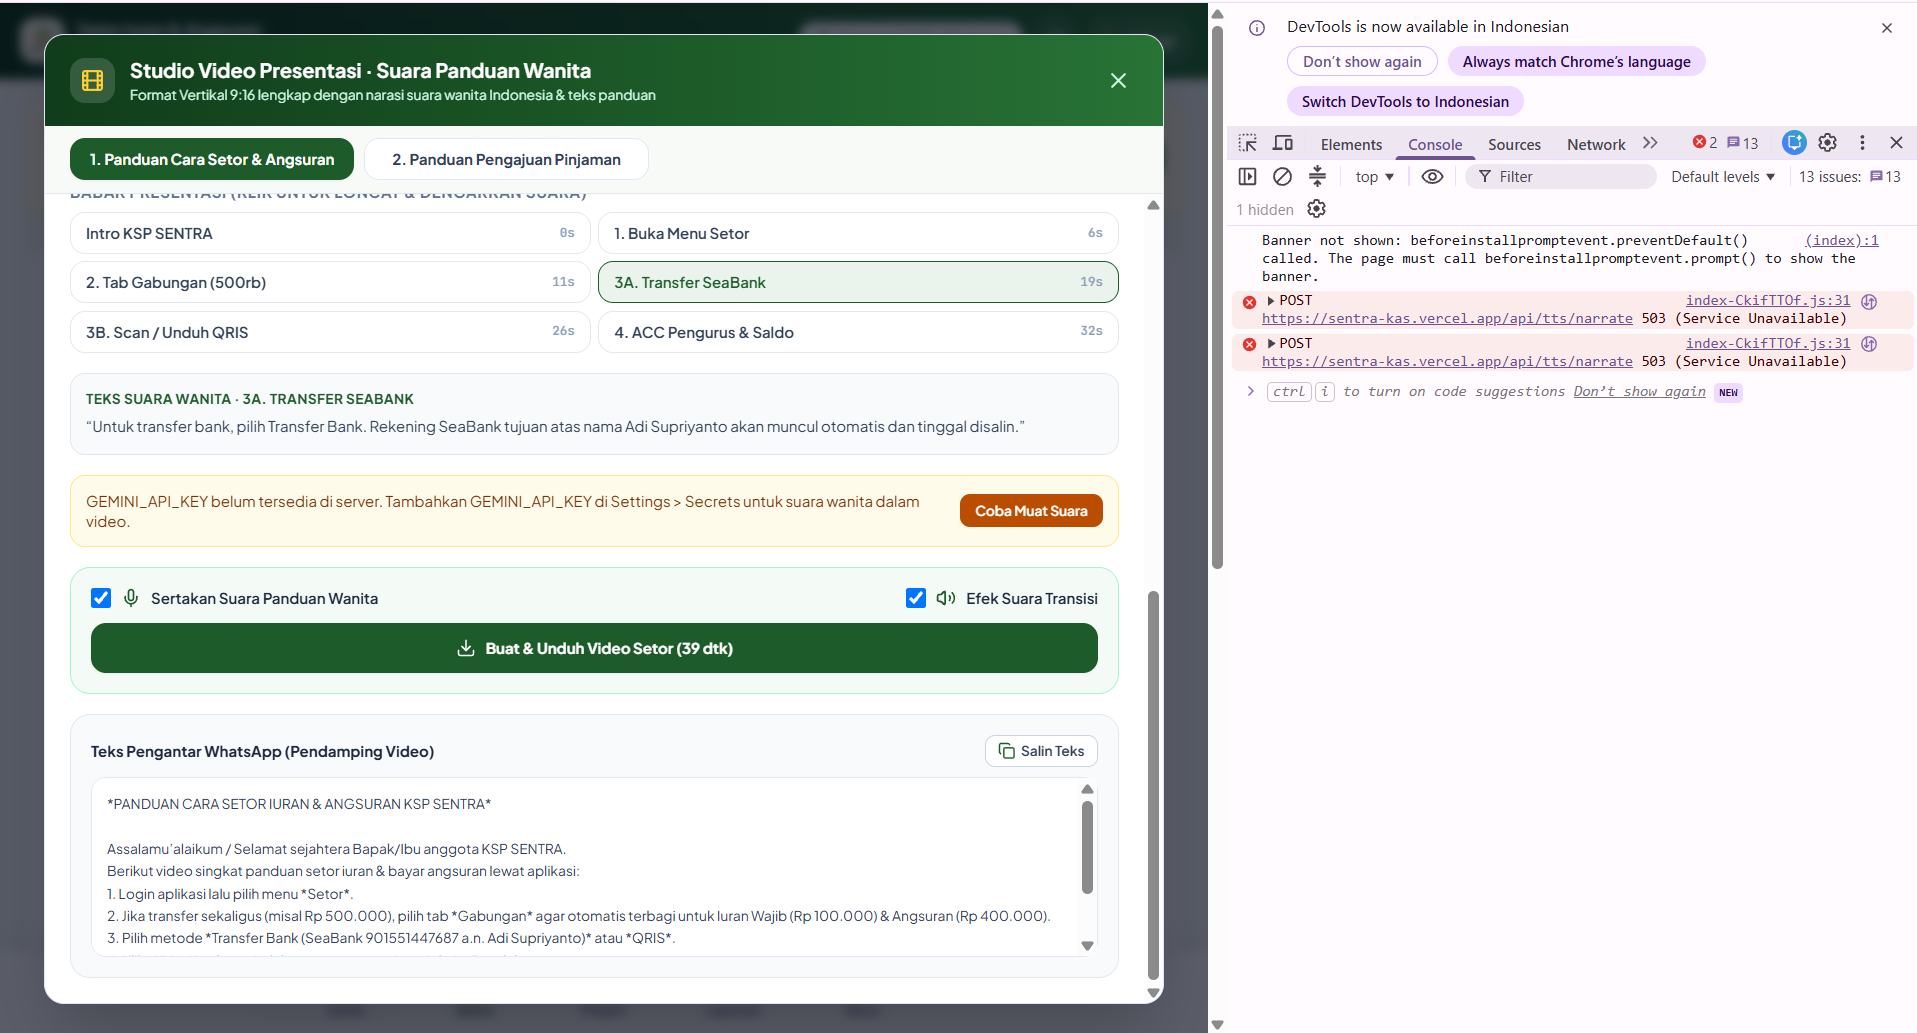 Studio Video Presentasi · Suara Panduan Wanita
Format Vertikal 9:16 lengkap dengan narasi suara wanita Indonesia & teks panduan
1. Panduan Cara Setor & Angsuran
2. Panduan Pengajuan Pinjaman
BABAK PRESENTASI (KLIK UNTUK LONCAT & DENGARKAN SUARA)
Intro KSP SENTRA 0s
1. Buka Menu Setor 6s
2. Tab Gabungan (500rb) 11s
3A. Transfer SeaBank 19s
3B. Scan / Unduh QRIS 26s
4. ACC Pengurus & Saldo 32s
TEKS SUARA WANITA · 3A. TRANSFER SEABANK
“Untuk transfer bank, pilih Transfer Bank. Rekening SeaBank tujuan atas nama Adi Supriyanto akan muncul otomatis dan tinggal disalin.”
GEMINI_API_KEY belum tersedia di server. Tambahkan GEMINI_API_KEY di Settings > Secrets untuk suara wanita dalam
video.
Coba Muat Suara
Sertakan Suara Panduan Wanita
Efek Suara Transisi
Buat & Unduh Video Setor (39 dtk)
Teks Pengantar WhatsApp (Pendamping Video)
Salin Teks
*PANDUAN CARA SETOR IURAN & ANGSURAN KSP SENTRA*
Assalamu'alaikum / Selamat sejahtera Bapak/Ibu anggota KSP SENTRA.
Berikut video singkat panduan setor iuran & bayar angsuran lewat aplikasi:
1. Login aplikasi lalu pilih menu *Setor*.
2. Jika transfer sekaligus (misal Rp 500.000), pilih tab *Gabungan* agar otomatis terbagi untuk Iuran Wajib (Rp 100.000) & Angsuran (Rp 400.000).
3. Pilih metode *Transfer Bank (SeaBank 901551447687 a.n. Adi Supriyanto)* atau *QRIS*.
DevTools is now available in Indonesian
Don't show again
Always match Chrome's language
Switch DevTools to Indonesian
Elements
Console
Sources
Network
2
13
top
Filter
Default levels
13 issues: 13
1 hidden
Banner not shown: beforeinstallpromptevent.preventDefault() (index):1
called. The page must call beforeinstallpromptevent.prompt() to show the
banner.
POST index-CkifTTOf.js:31
https://sentra-kas.vercel.app/api/tts/narrate 503 (Service Unavailable)
POST index-CkifTTOf.js:31
https://sentra-kas.vercel.app/api/tts/narrate 503 (Service Unavailable)
ctrl i to turn on code suggestions Don't show again NEW